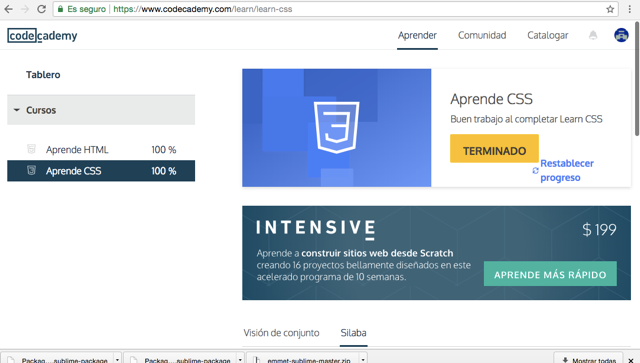 Es seguro https://www.codecademy.com/learn/learn-css
codecademy
Aprender Comunidad Catalogar
Tablero
Cursos
Aprende HTML 100 %
Aprende CSS 100 %
Aprende CSS
Buen trabajo al completar Learn CSS
TERMINADO
Restablecer
progreso
INTENSIVE
$ 199
Aprende a construir sitios web desde Scratch
creando 16 proyectos bellamente diseñados en este
acelerado programa de 10 semanas.
APRENDE MÁS RÁPIDO
Visión de conjunto Silaba
Packag....sublime-package Packag....sublime-package emmet-sublime-master.zip Mostrar todas